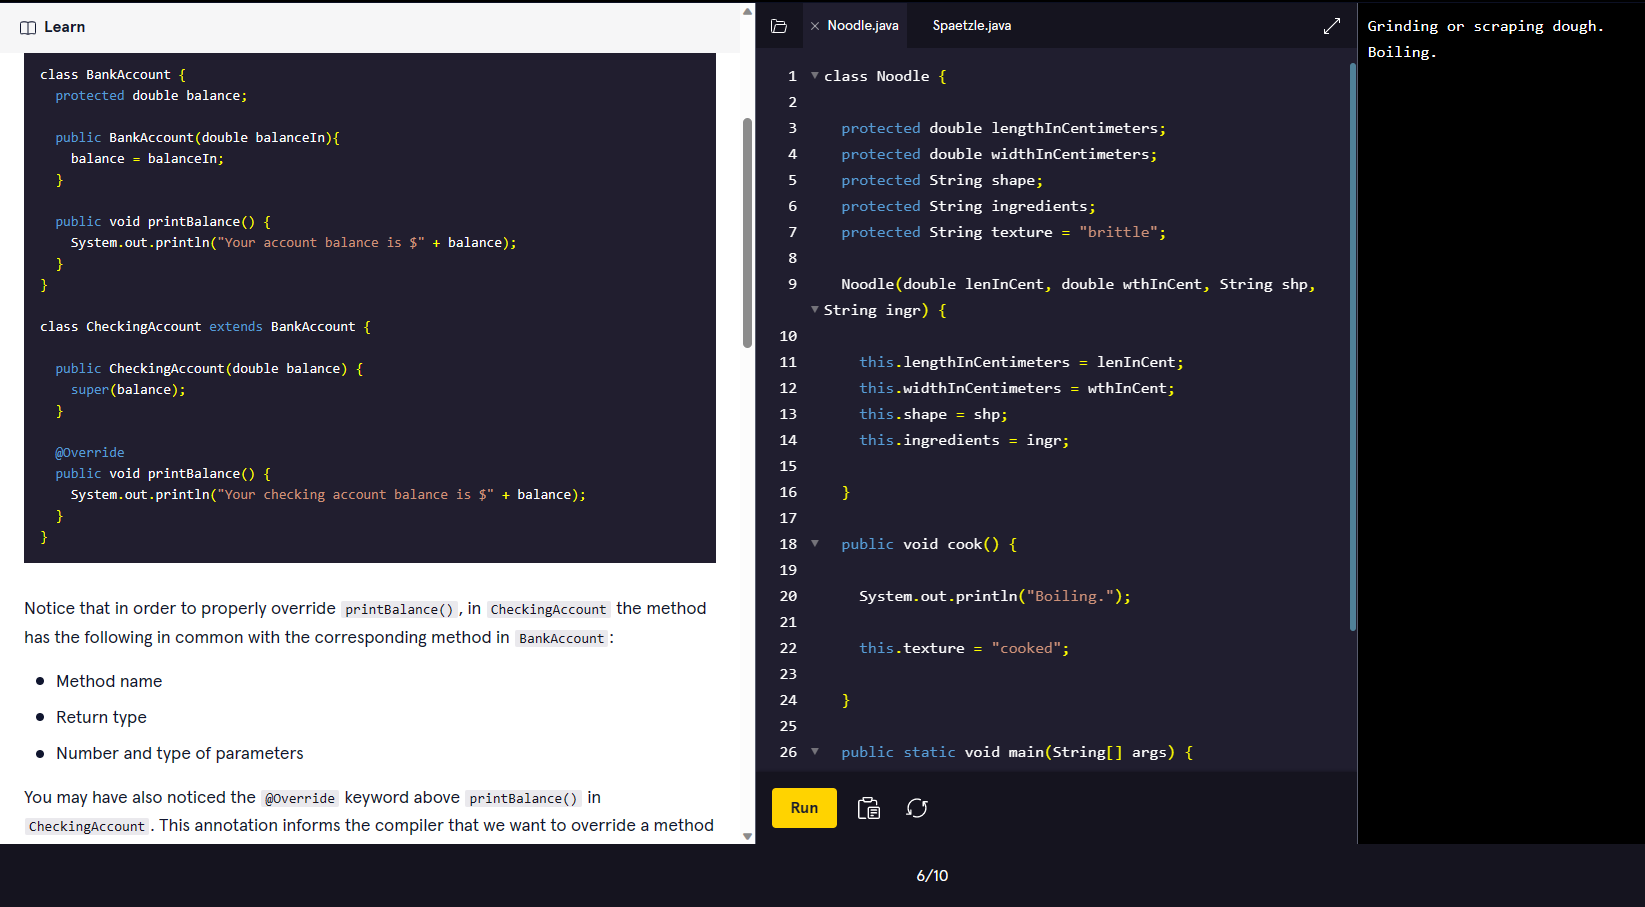 Learn
class BankAccount {
protected double balance;
public BankAccount(double balanceIn){
balance = balanceIn;
}
public void printBalance() {
System.out.println("Your account balance is $" + balance);
}
}
class CheckingAccount extends BankAccount {
public CheckingAccount(double balance) {
super(balance);
}
@Override
public void printBalance() {
System.out.println("Your checking account balance is $" + balance);
}
}
Notice that in order to properly override printBalance(), in CheckingAccount the method
has the following in common with the corresponding method in BankAccount:
• Method name
• Return type
• Number and type of parameters
You may have also noticed the @Override keyword above printBalance() in
CheckingAccount. This annotation informs the compiler that we want to override a method
Noodle.java Spaetzle.java
1 class Noodle {
2
3 protected double lengthInCentimeters;
4 protected double widthInCentimeters;
5 protected String shape;
6 protected String ingredients;
7 protected String texture = "brittle";
8
9 Noodle(double lenInCent, double wthInCent, String shp,
String ingr) {
10
11 this.lengthInCentimeters = lenInCent;
12 this.widthInCentimeters = wthInCent;
13 this.shape = shp;
14 this.ingredients = ingr;
15
16 }
17
18 public void cook() {
19
20 System.out.println("Boiling.");
21
22 this.texture = "cooked";
23
24 }
25
26 public static void main(String[] args) {
Run
Grinding or scraping dough.
Boiling.
6/10